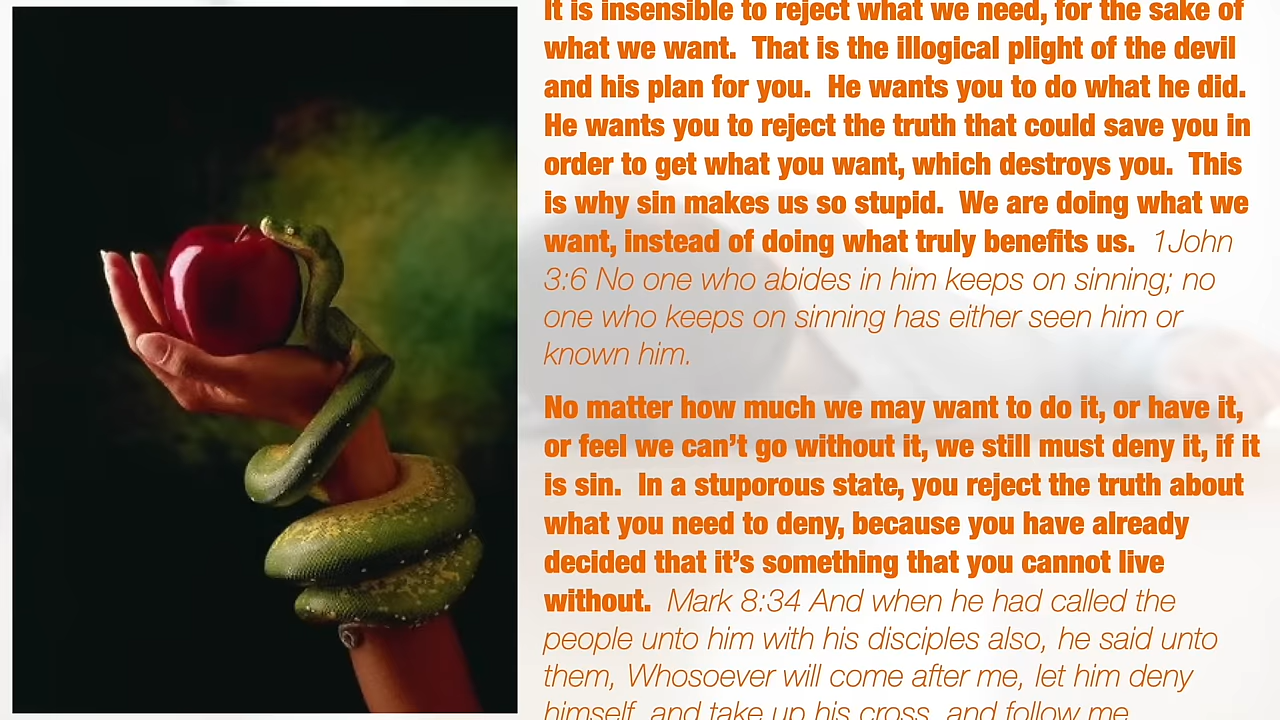 It is insensible to reject what we need, for the sake of
what we want.  That is the illogical plight of the devil
and his plan for you.  He wants you to do what he did.
He wants you to reject the truth that could save you in
order to get what you want, which destroys you.  This
is why sin makes us so stupid.  We are doing what we
want, instead of doing what truly benefits us.  1John
3:6 No one who abides in him keeps on sinning; no
one who keeps on sinning has either seen him or
known him.
No matter how much we may want to do it, or have it,
or feel we can’t go without it, we still must deny it, if it
is sin.  In a stuporous state, you reject the truth about
what you need to deny, because you have already
decided that it’s something that you cannot live
without.  Mark 8:34 And when he had called the
people unto him with his disciples also, he said unto
them, Whosoever will come after me, let him deny
himself, and take up his cross, and follow me.